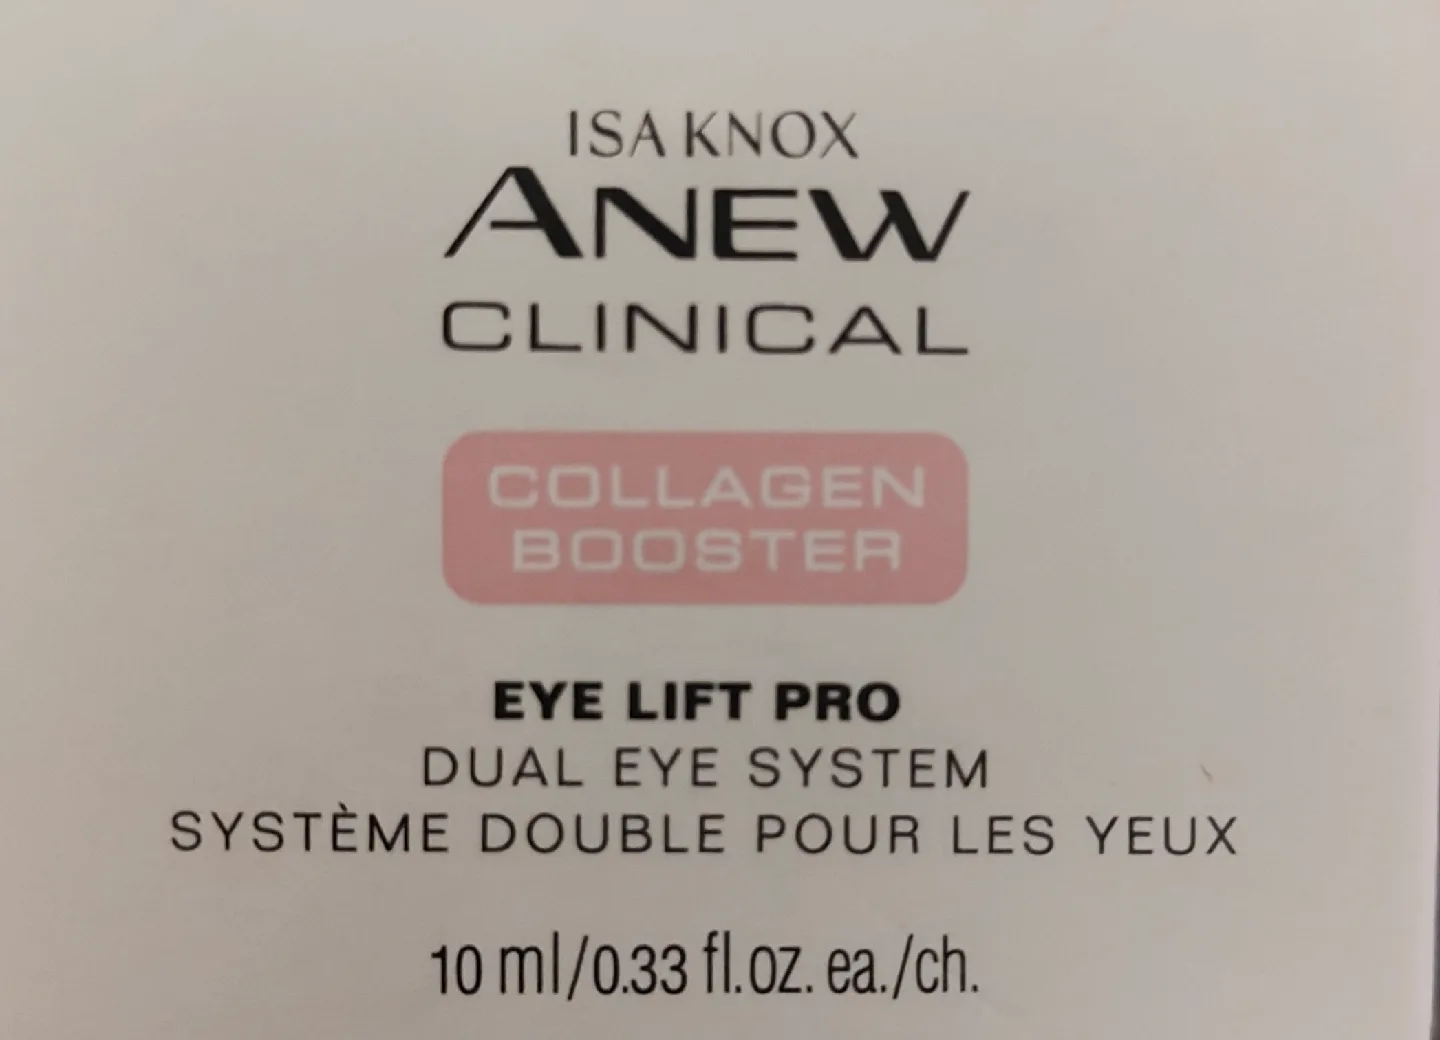 ISA KNOX
ANEW
CLINICAL
COLLAGEN
BOOSTER
EYE LIFT PRO
DUAL EYE SYSTEM
SYSTÈME DOUBLE POUR LES YEUX
10 ml/0.33 fl.oz. ea./ch.